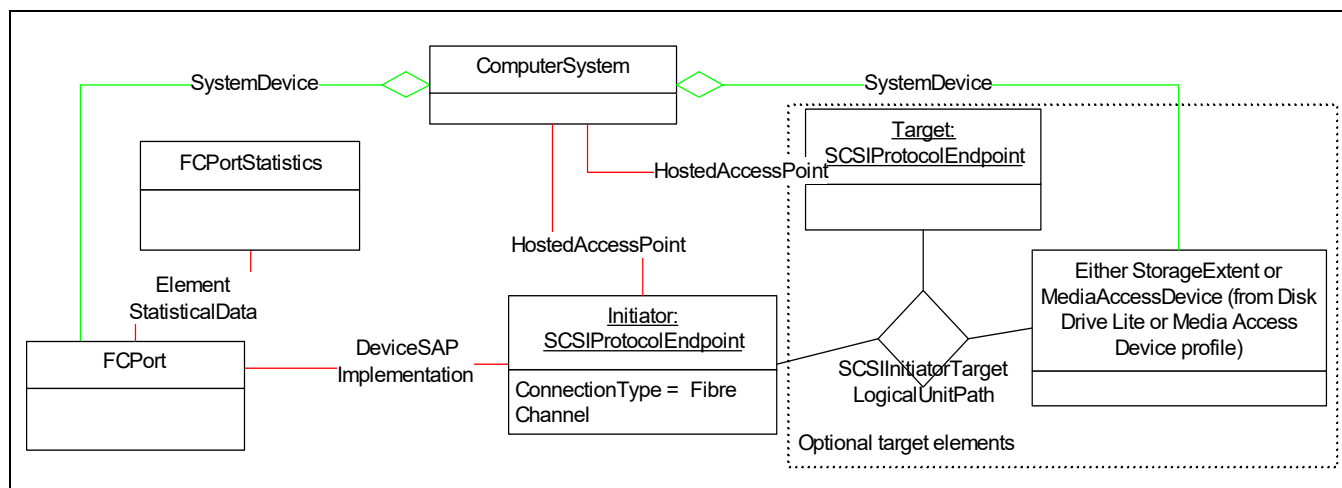 SystemDevice
ComputerSystem
SystemDevice
FCPortStatistics
Target:
SCSIProtocolEndpoint
HostedAccessPoint
HostedAccessPoint
Element
StatisticalData
Either StorageExtent or
MediaAccessDevice (from Disk
Drive Lite or Media Access
Device profile)
Initiator:
SCSIProtocolEndpoint
FCPort
DeviceSAP
Implementation
SCSIInitiatorTarget
LogicalUnitPath
ConnectionType = Fibre
Channel
Optional target elements